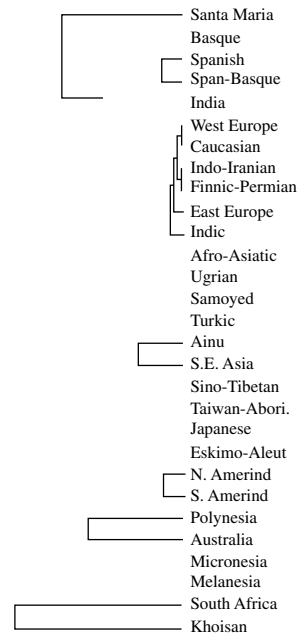 Santa Maria
Basque
Spanish
Span-Basque
India
West Europe
Caucasian
Indo-Iranian
Finnic-Permian
East Europe
Indic
Afro-Asiatic
Ugrian
Samoyed
Turkic
Ainu
S.E. Asia
Sino-Tibetan
Taiwan-Abori.
Japanese
Eskimo-Aleut
N. Amerind
S. Amerind
Polynesia
Australia
Micronesia
Melanesia
South Africa
Khoisan